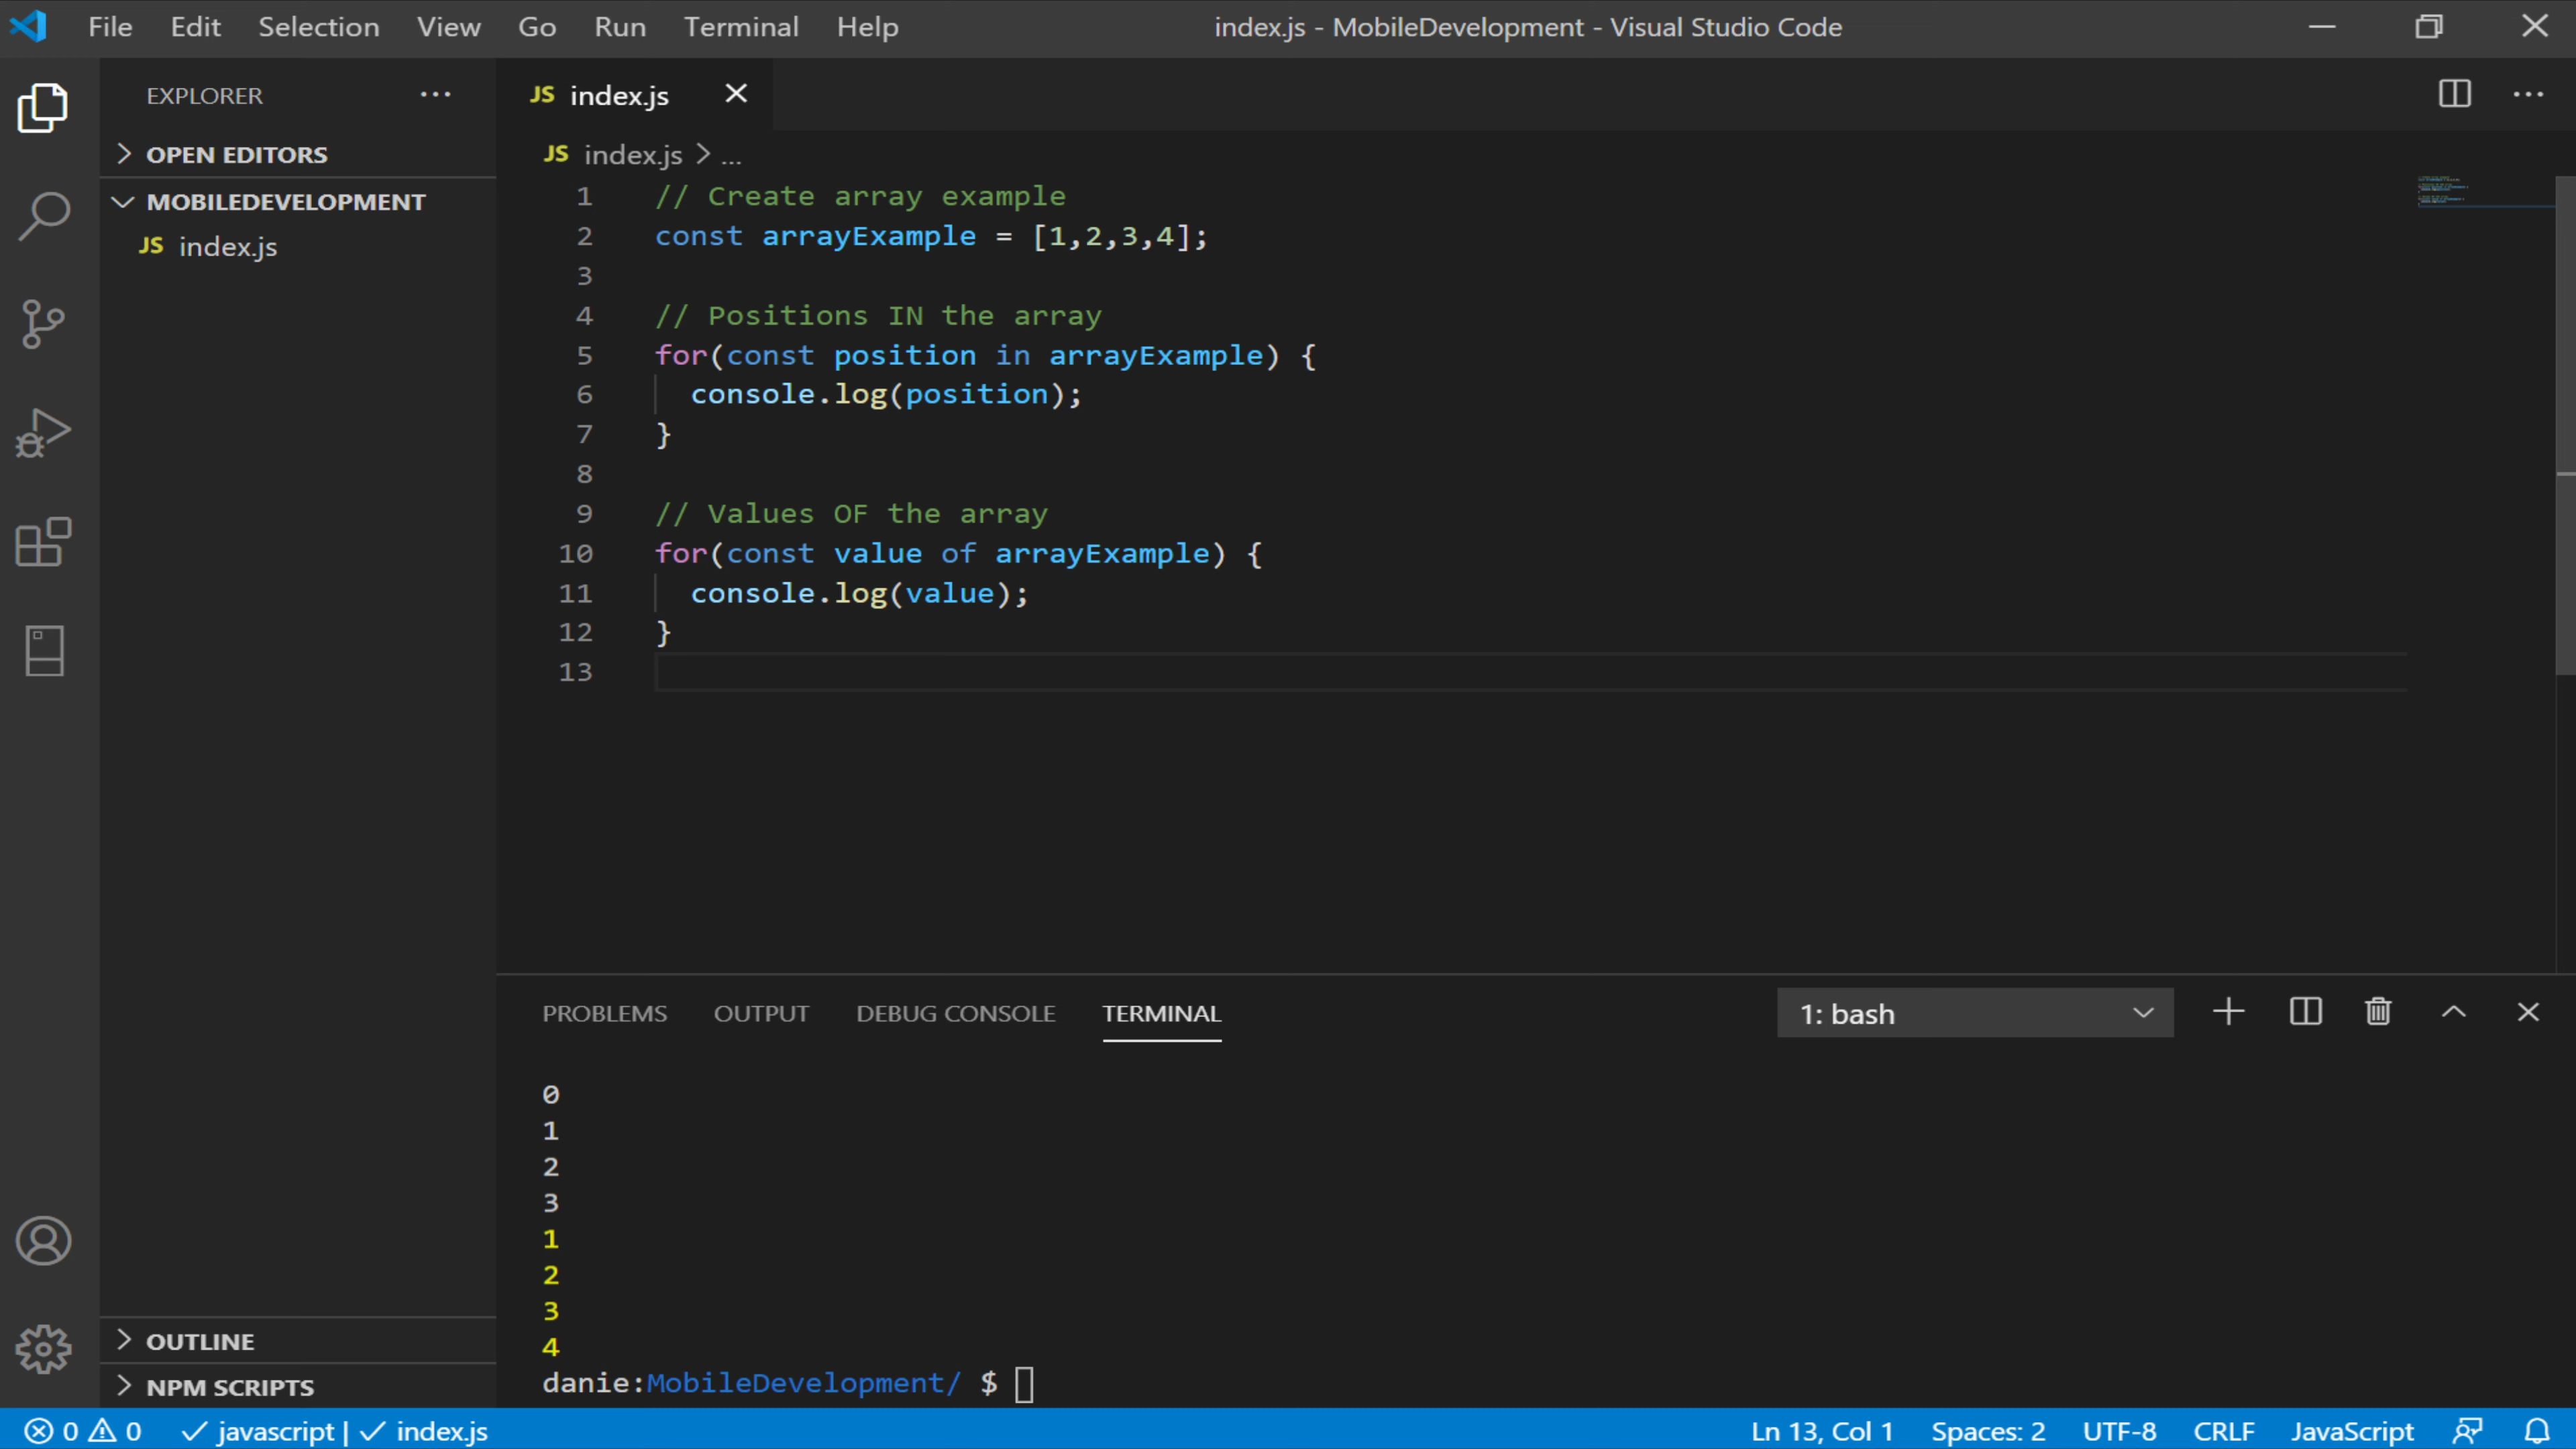 File Edit Selection View Go Run Terminal Help
index.js - MobileDevelopment - Visual Studio Code
EXPLORER
OPEN EDITORS
MOBILEDEVELOPMENT
JS index.js
OUTLINE
NPM SCRIPTS
JS index.js
JS index.js > ...
1 // Create array example
2 const arrayExample = [1,2,3,4];
3
4 // Positions IN the array
5 for(const position in arrayExample) {
6 console.log(position);
7 }
8
9 // Values OF the array
10 for(const value of arrayExample) {
11 console.log(value);
12 }
13
PROBLEMS OUTPUT DEBUG CONSOLE TERMINAL
1: bash
0
1
2
3
1
2
3
4
danie:MobileDevelopment/ $
0 0 javascript | index.js
Ln 13, Col 1 Spaces: 2 UTF-8 CRLF JavaScript